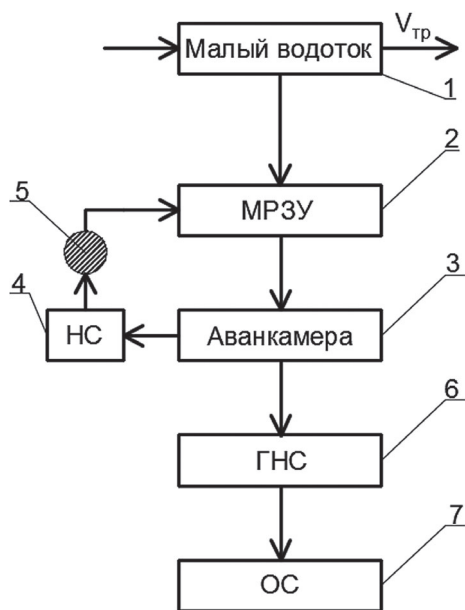 Малый водоток
Vтр
1
2
МРЗУ
5
3
4
НС
Аванкамера
6
ГНС
7
ОС